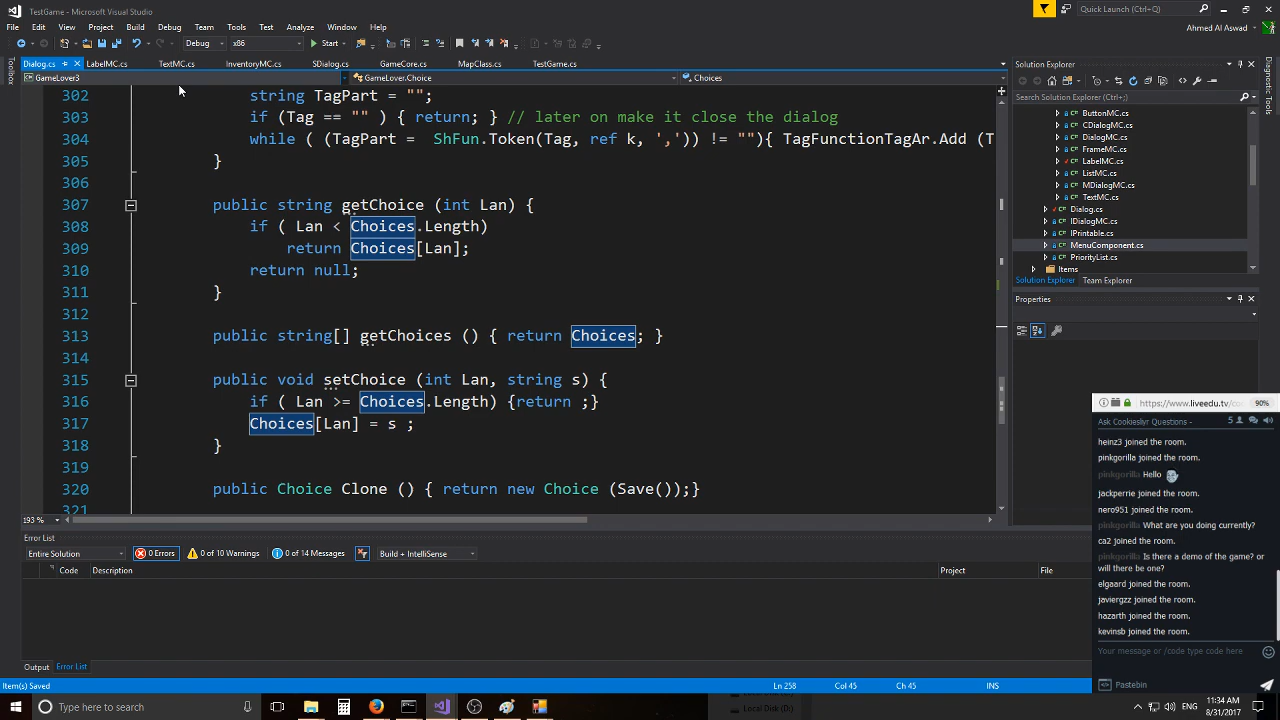 TestGame - Microsoft Visual Studio
Quick Launch (Ctrl+Q)
File Edit View Project Build Debug Team Tools Test Analyze Window Help
Ahmed Al Aswad
Debug x86 Start
Toolbox
Dialog.cs LabelMC.cs TextMC.cs InventoryMC.cs SDialog.cs GameCore.cs MapClass.cs TestGame.cs
GameLover3 GameLover.Choice Choices
302 string TagPart = "";
303 if (Tag == "" ) { return; } // later on make it close the dialog
304 while ( (TagPart = ShFun.Token(Tag, ref k, ',')) != ""){ TagFunctionTagAr.Add (T
305 }
306
307 public string getChoice (int Lan) {
308 if ( Lan < Choices.Length)
309 return Choices[Lan];
310 return null;
311 }
312
313 public string[] getChoices () { return Choices; }
314
315 public void setChoice (int Lan, string s) {
316 if ( Lan >= Choices.Length) {return ;}
317 Choices[Lan] = s ;
318 }
319
320 public Choice Clone () { return new Choice (Save());}
321
193 %
Solution Explorer
Search Solution Explorer (Ctrl+;)
ButtonMC.cs
CDialogMC.cs
DialogMC.cs
FrameMC.cs
LabelMC.cs
ListMC.cs
MDialogMC.cs
TextMC.cs
Dialog.cs
IDialogMC.cs
IPrintable.cs
MenuComponent.cs
PriorityList.cs
Items
Solution Explorer Team Explorer
Properties
Diagnostic Tools
Error List
Entire Solution 0 Errors 0 of 10 Warnings 0 of 14 Messages Build + IntelliSense
Code Description Project File
Output Error List
Item(s) Saved Ln 258 Col 45 Ch 45 INS
https://www.liveedu.tv/co 90%
Ask Cookiesliyr Questions - 5
heinz3 joined the room.
pinkgorilla joined the room.
pinkgorilla Hello
jackperrie joined the room.
nero951 joined the room.
pinkgorilla What are you doing currently?
ca2 joined the room.
pinkgorilla Is there a demo of the game? or
will there be one?
elgaard joined the room.
javiergzz joined the room.
hazarth joined the room.
kevinsb joined the room.
Your message or /code type code here
Pastebin
Type here to search
Local Disk (D:)
ENG
11:34 AM
8/31/2017